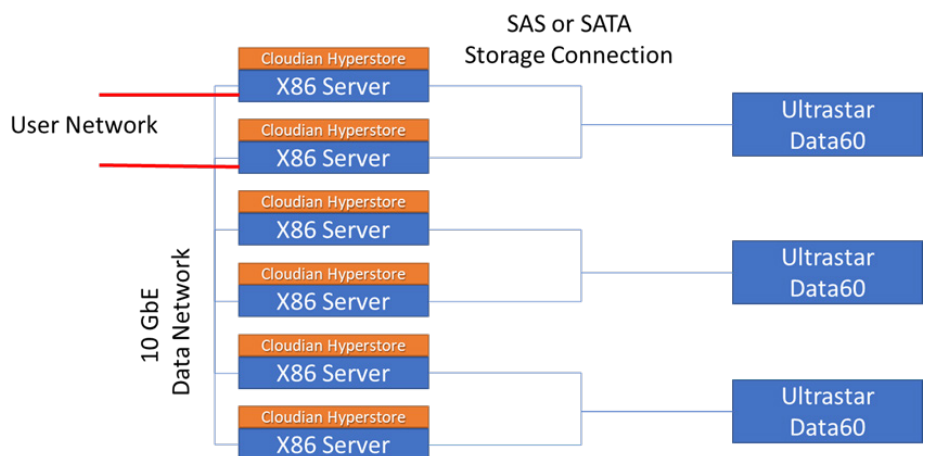 SAS or SATA
Storage Connection
User Network
10 GbE
Data Network
Cloudian Hyperstore
X86 Server
Cloudian Hyperstore
X86 Server
Cloudian Hyperstore
X86 Server
Cloudian Hyperstore
X86 Server
Cloudian Hyperstore
X86 Server
Cloudian Hyperstore
X86 Server
Ultrastar
Data60
Ultrastar
Data60
Ultrastar
Data60